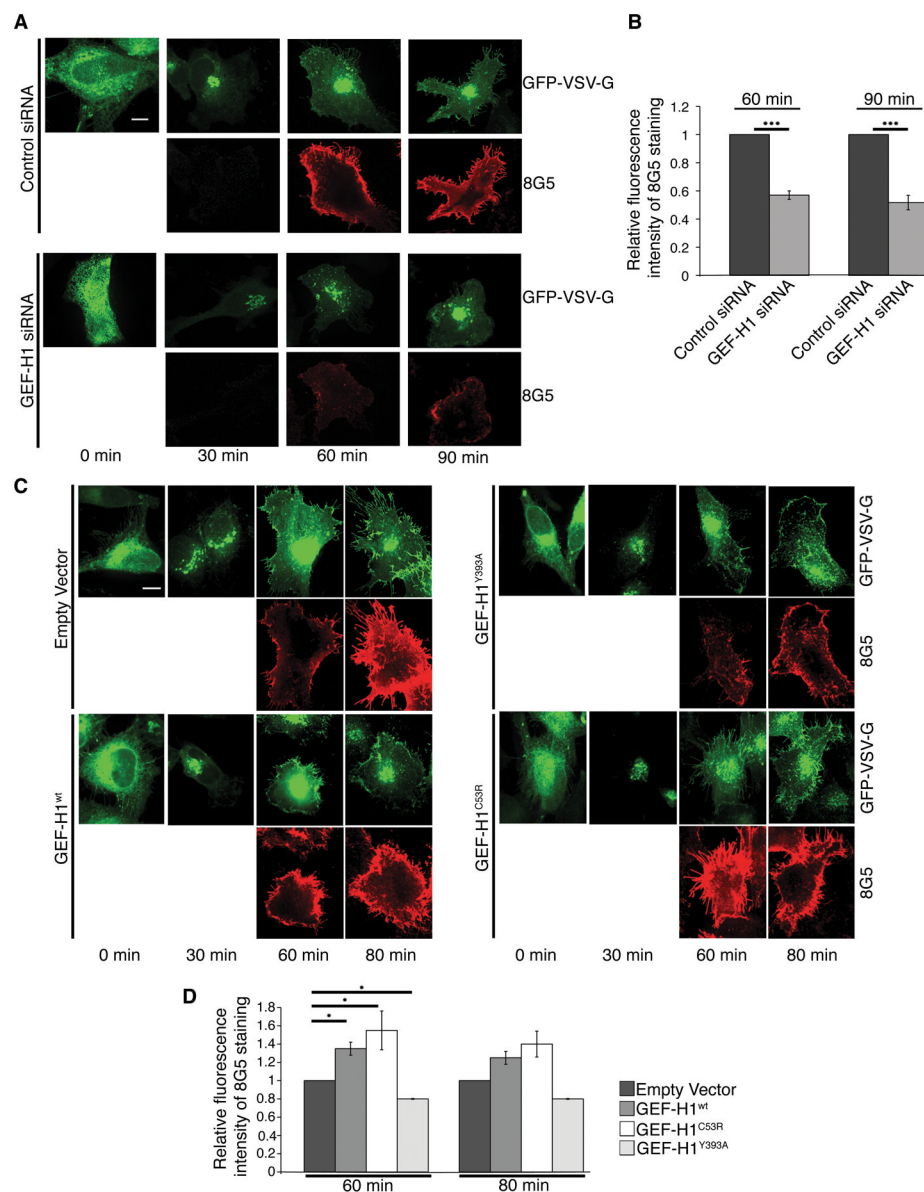 A
Control siRNA
GFP-VSV-G
8G5
GEF-H1 siRNA
GFP-VSV-G
8G5
0 min
30 min
60 min
90 min
B
60 min
90 min
***
***
Relative fluorescence
intensity of 8G5 staining
1.2
1
0.8
0.6
0.4
0.2
0
Control siRNA
GEF-H1 siRNA
Control siRNA
GEF-H1 siRNA
C
Empty Vector
GEF-H1wt
0 min
30 min
60 min
80 min
GEF-H1Y393A
GFP-VSV-G
8G5
GEF-H1C53R
GFP-VSV-G
8G5
0 min
30 min
60 min
80 min
D
Relative fluorescence
intensity of 8G5 staining
1.8
1.6
1.4
1.2
1
0.8
0.6
0.4
0.2
0
*
*
*
60 min
80 min
Empty Vector
GEF-H1wt
GEF-H1C53R
GEF-H1Y393A